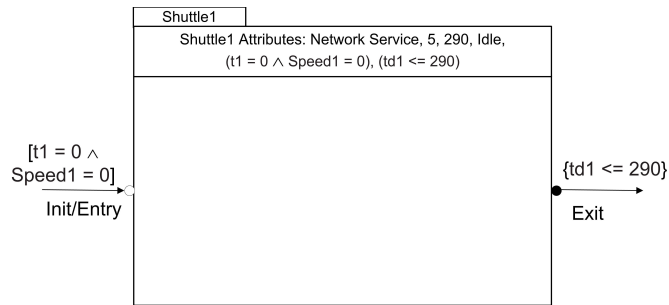 Shuttle1
Shuttle1 Attributes: Network Service, 5, 290, Idle,
(t1 = 0 ∧ Speed1 = 0), (td1 <= 290)
[t1 = 0 ∧
Speed1 = 0]
Init/Entry
{td1 <= 290}
Exit